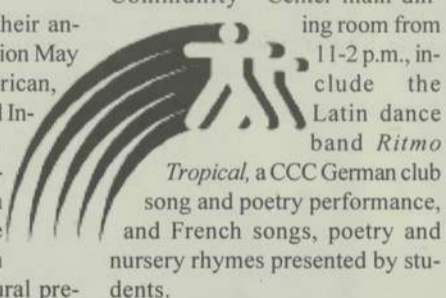 heir an-
ion May
rican,
l In-
ural pre-
Community Center main din-
ing room from
11-2 p.m., in-
clude the
Latin dance
band Ritmo
Tropical, a CCC German club
song and poetry performance,
and French songs, poetry and
nursery rhymes presented by stu-
dents.